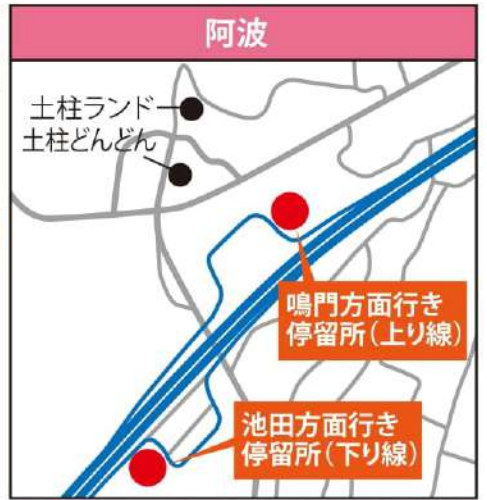 阿波
土柱ランド
土柱どんどん
鳴門方面行き
停留所(上り線)
池田方面行き
停留所(下り線)